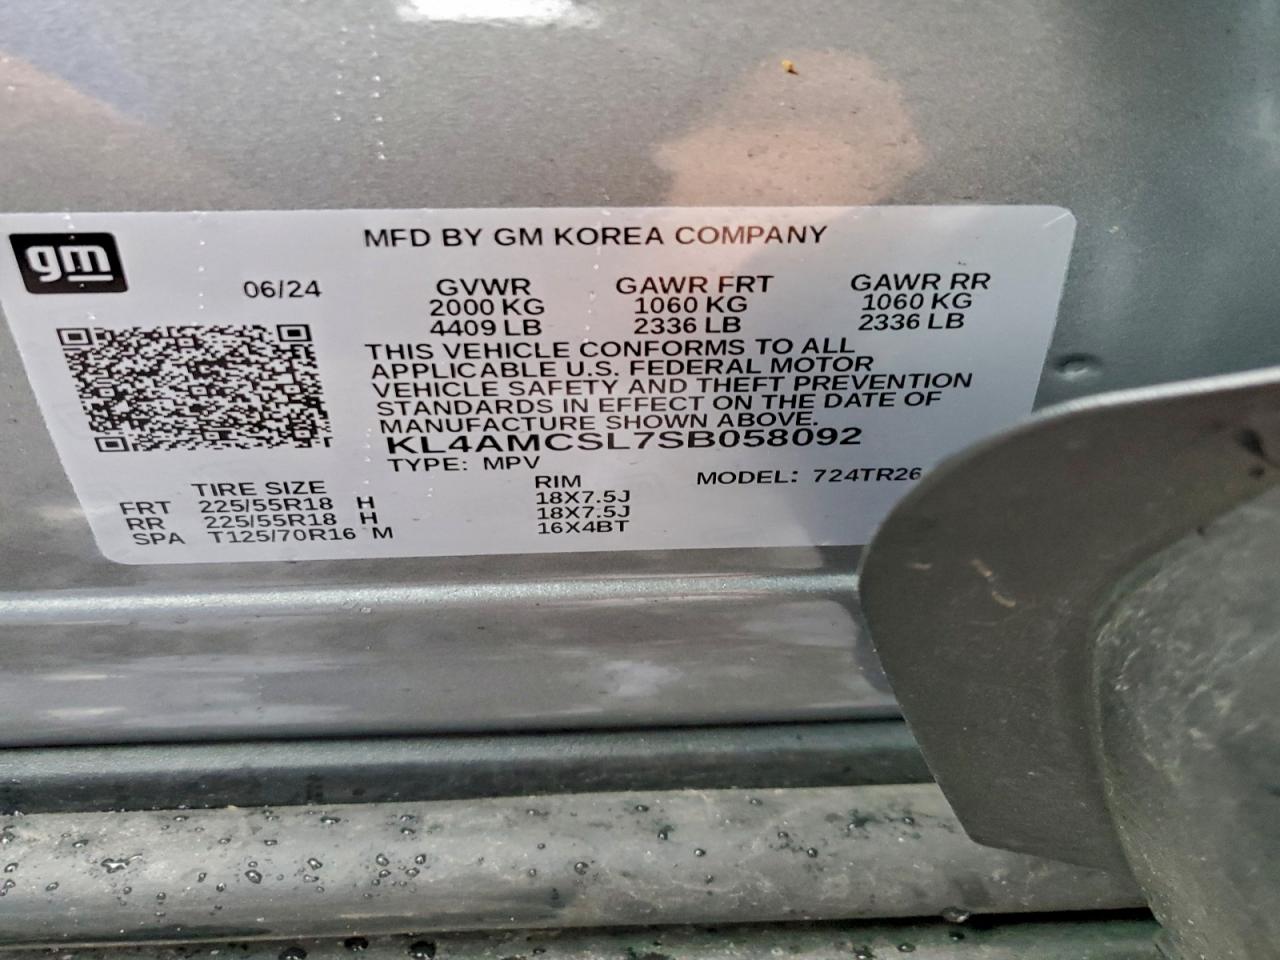 gm
MFD BY GM KOREA COMPANY
06/24 GVWR GAWR FRT GAWR RR
2000 KG 1060 KG 1060 KG
4409 LB 2336 LB 2336 LB
THIS VEHICLE CONFORMS TO ALL
APPLICABLE U.S. FEDERAL MOTOR
VEHICLE SAFETY AND THEFT PREVENTION
STANDARDS IN EFFECT ON THE DATE OF
MANUFACTURE SHOWN ABOVE.
KL4AMCSL7SB058092
TYPE: MPV
TIRE SIZE RIM MODEL: 724TR26
FRT 225/55R18 H 18X7.5J
RR 225/55R18 H 18X7.5J
SPA T125/70R16 M 16X4BT